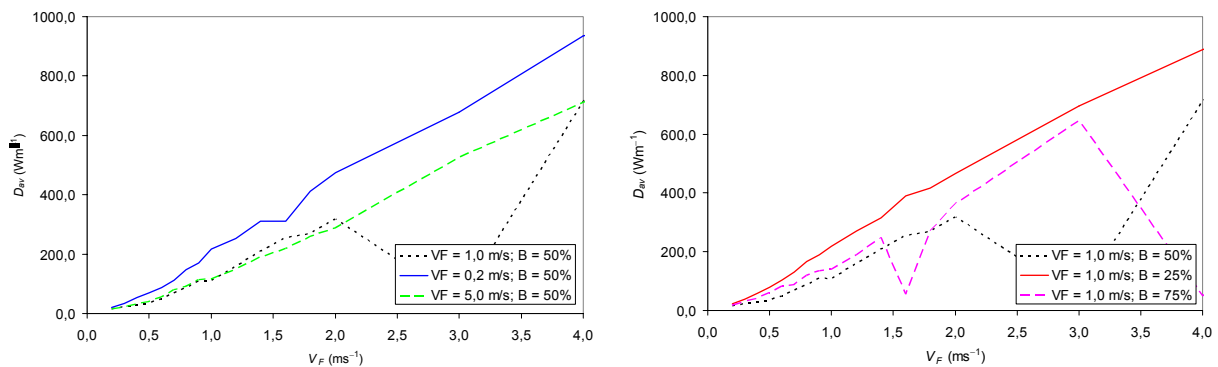 1000,0
800,0
600,0
400,0
200,0
0,0
D_av (Wm█1)
0,0 0,5 1,0 1,5 2,0 2,5 3,0 3,5 4,0
V_F (ms⁻¹)
VF = 1,0 m/s; B = 50%
VF = 0,2 m/s; B = 50%
VF = 5,0 m/s; B = 50%
1000,0
800,0
600,0
400,0
200,0
0,0
D_av (Wm⁻¹)
0,0 0,5 1,0 1,5 2,0 2,5 3,0 3,5 4,0
V_F (ms⁻¹)
VF = 1,0 m/s; B = 50%
VF = 1,0 m/s; B = 25%
VF = 1,0 m/s; B = 75%